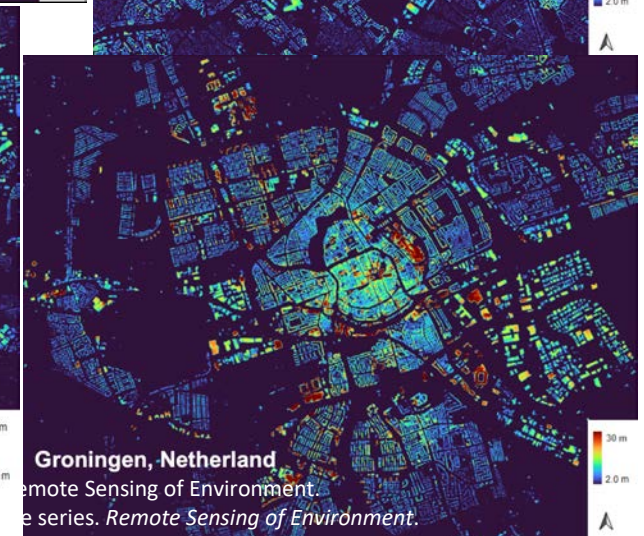 2.0 m
30 m
2.0 m
m
m
Groningen, Netherland
emote Sensing of Environment.
e series. Remote Sensing of Environment.